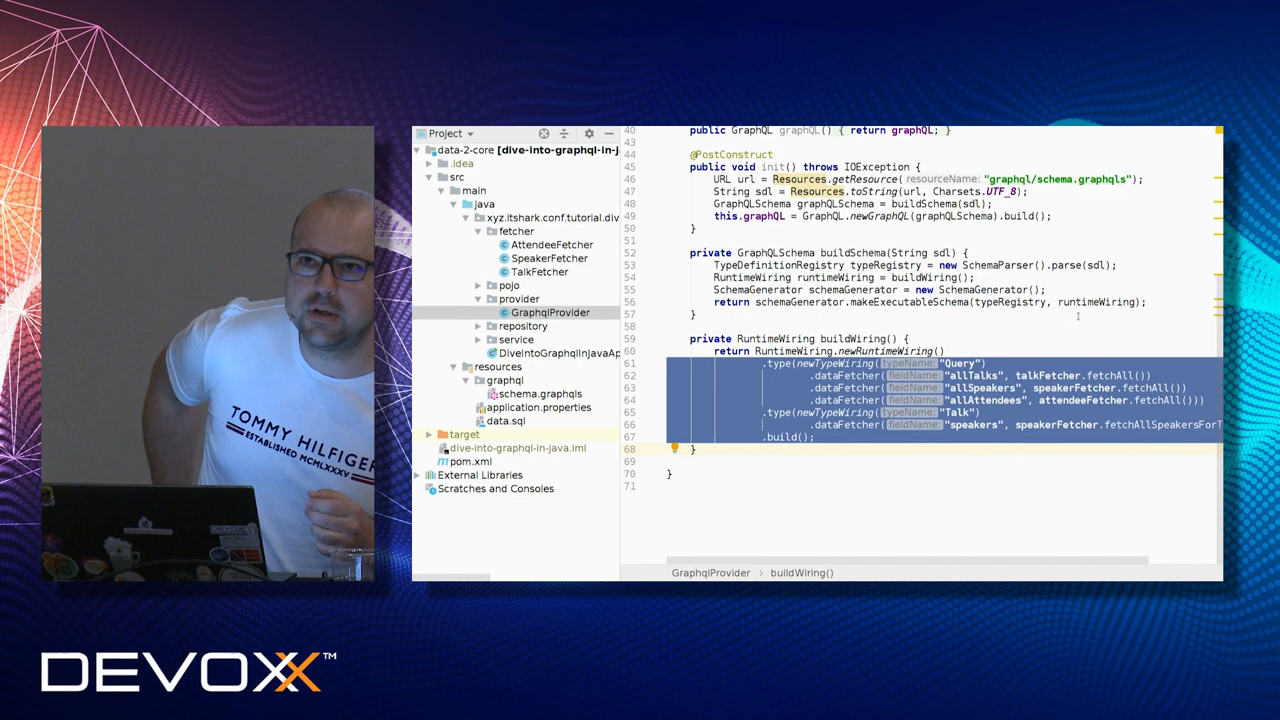 TOMMY HILFIGER
ESTABLISHED MCMLXXXV
DEVOX
Project
data-2-core [dive-into-graphql-in-j
.idea
src
main
java
xyz.itshark.conf.tutorial.div
fetcher
AttendeeFetcher
SpeakerFetcher
TalkFetcher
pojo
provider
GraphqlProvider
repository
service
DiveIntoGraphqlInJavaAp
resources
graphql
schema.graphqls
application.properties
data.sql
target
dive-into-graphql-in-java.iml
pom.xml
External Libraries
Scratches and Consoles
40 public GraphQL graphQL() { return graphQL; }
43
44 @PostConstruct
45 public void init() throws IOException {
46 URL url = Resources.getResource( resourceName: "graphql/schema.graphqls");
47 String sdl = Resources.toString(url, Charsets.UTF_8);
48 GraphQLSchema graphQLSchema = buildSchema(sdl);
49 this.graphQL = GraphQL.newGraphQL(graphQLSchema).build();
50 }
51
52 private GraphQLSchema buildSchema(String sdl) {
53 TypeDefinitionRegistry typeRegistry = new SchemaParser().parse(sdl);
54 RuntimeWiring runtimeWiring = buildWiring();
55 SchemaGenerator schemaGenerator = new SchemaGenerator();
56 return schemaGenerator.makeExecutableSchema(typeRegistry, runtimeWiring);
57 }
58
59 private RuntimeWiring buildWiring() {
60 return RuntimeWiring.newRuntimeWiring()
61 .type(newTypeWiring( typeName: "Query")
62 .dataFetcher( fieldName: "allTalks", talkFetcher.fetchAll())
63 .dataFetcher( fieldName: "allSpeakers", speakerFetcher.fetchAll())
64 .dataFetcher( fieldName: "allAttendees", attendeeFetcher.fetchAll()))
65 .type(newTypeWiring( typeName: "Talk")
66 .dataFetcher( fieldName: "speakers", speakerFetcher.fetchAllSpeakersForT
67 .build();
68 }
69
70 }
71
GraphqlProvider > buildWiring()
DEVOXX™